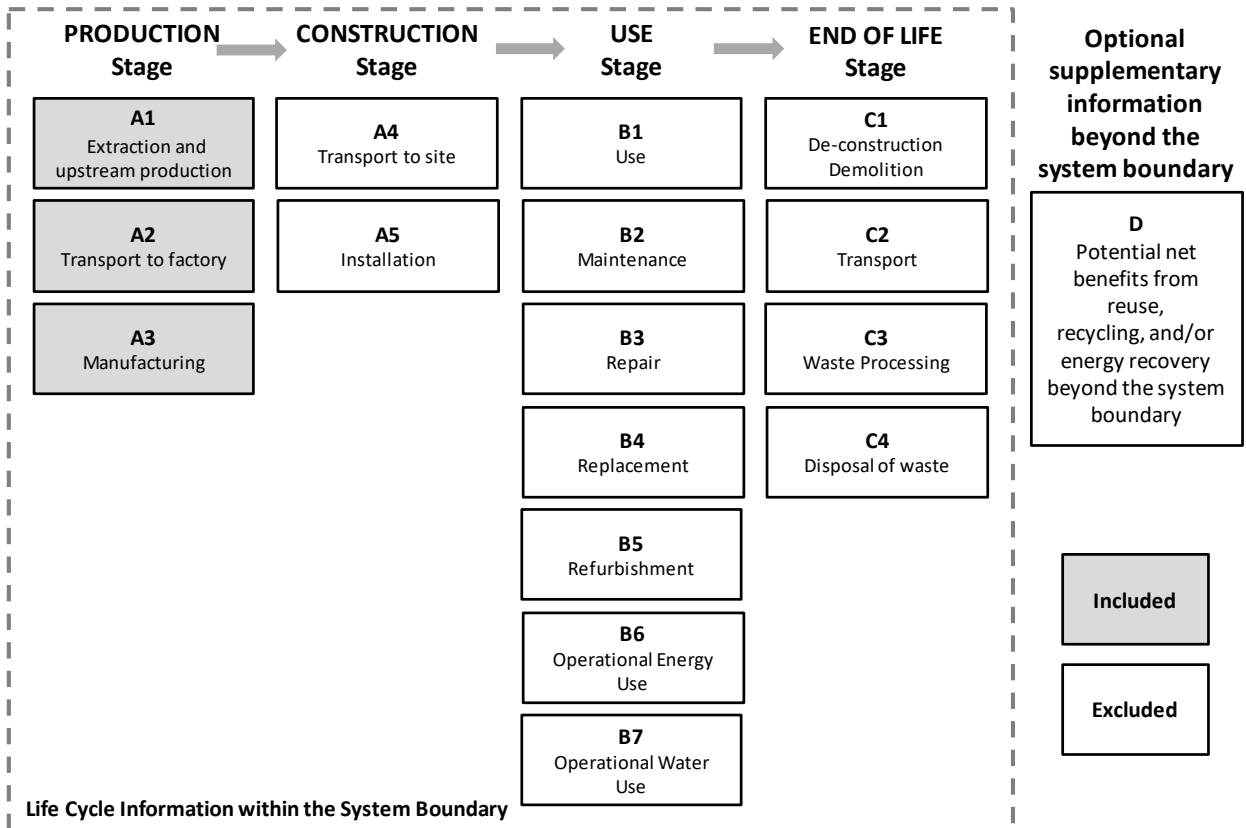 PRODUCTION
Stage
CONSTRUCTION
Stage
USE
Stage
END OF LIFE
Stage
A1
Extraction and
upstream production
A2
Transport to factory
A3
Manufacturing
A4
Transport to site
A5
Installation
B1
Use
B2
Maintenance
B3
Repair
B4
Replacement
B5
Refurbishment
B6
Operational Energy
Use
B7
Operational Water
Use
C1
De-construction
Demolition
C2
Transport
C3
Waste Processing
C4
Disposal of waste
Life Cycle Information within the System Boundary
Optional
supplementary
information
beyond the
system boundary
D
Potential net
benefits from
reuse,
recycling, and/or
energy recovery
beyond the system
boundary
Included
Excluded